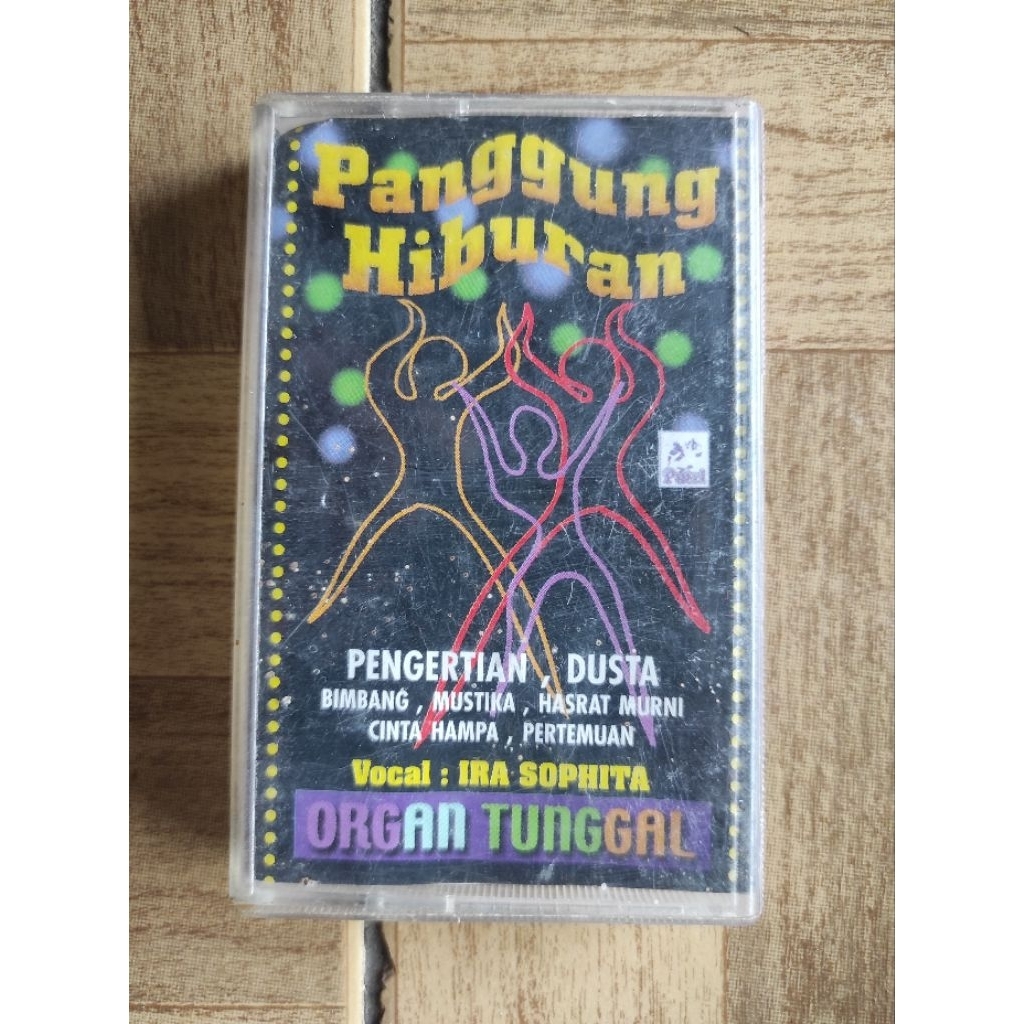 Panggung
Hiburan
PENGERTIAN , DUSTA
BIMBANG , MUSTIKA , HASRAT MURNI
CINTA HAMPA , PERTEMUAN
Vocal : IRA SOPHITA
ORGAN TUNGGAL